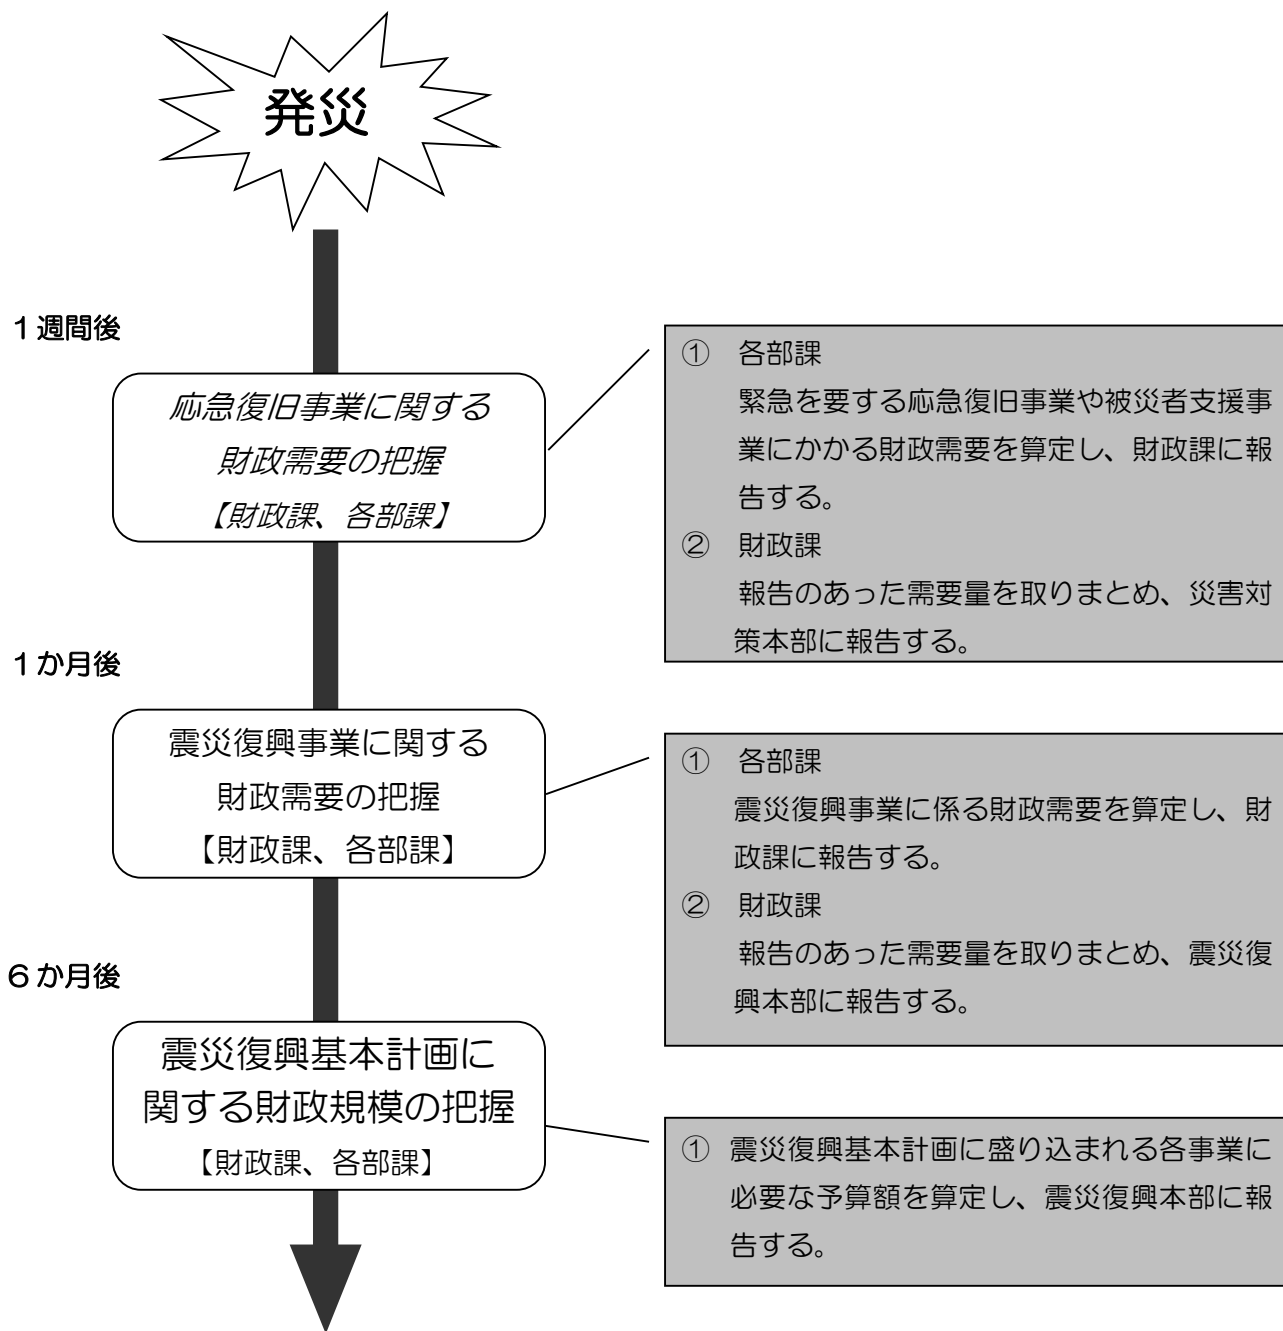 発災
1週間後
応急復旧事業に関する
財政需要の把握
【財政課、各部課】
① 各部課
緊急を要する応急復旧事業や被災者支援事
業にかかる財政需要を算定し、財政課に報
告する。
② 財政課
報告のあった需要量を取りまとめ、災害対
策本部に報告する。
1か月後
震災復興事業に関する
財政需要の把握
【財政課、各部課】
① 各部課
震災復興事業に係る財政需要を算定し、財
政課に報告する。
② 財政課
報告のあった需要量を取りまとめ、震災復
興本部に報告する。
6か月後
震災復興基本計画に
関する財政規模の把握
【財政課、各部課】
① 震災復興基本計画に盛り込まれる各事業に
必要な予算額を算定し、震災復興本部に報
告する。